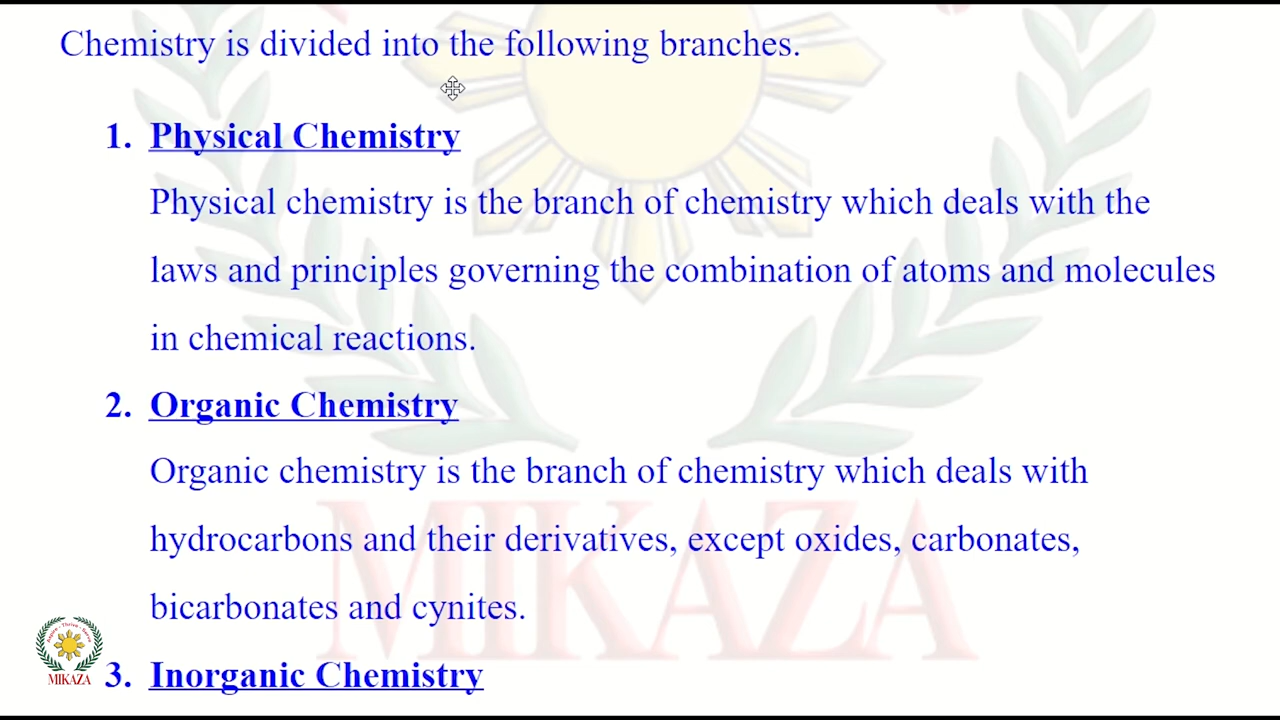 Chemistry is divided into the following branches.
1. Physical Chemistry
Physical chemistry is the branch of chemistry which deals with the
laws and principles governing the combination of atoms and molecules
in chemical reactions.
2. Organic Chemistry
Organic chemistry is the branch of chemistry which deals with
hydrocarbons and their derivatives, except oxides, carbonates,
bicarbonates and cynites.
3. Inorganic Chemistry
MIKAZA
MIKAZA